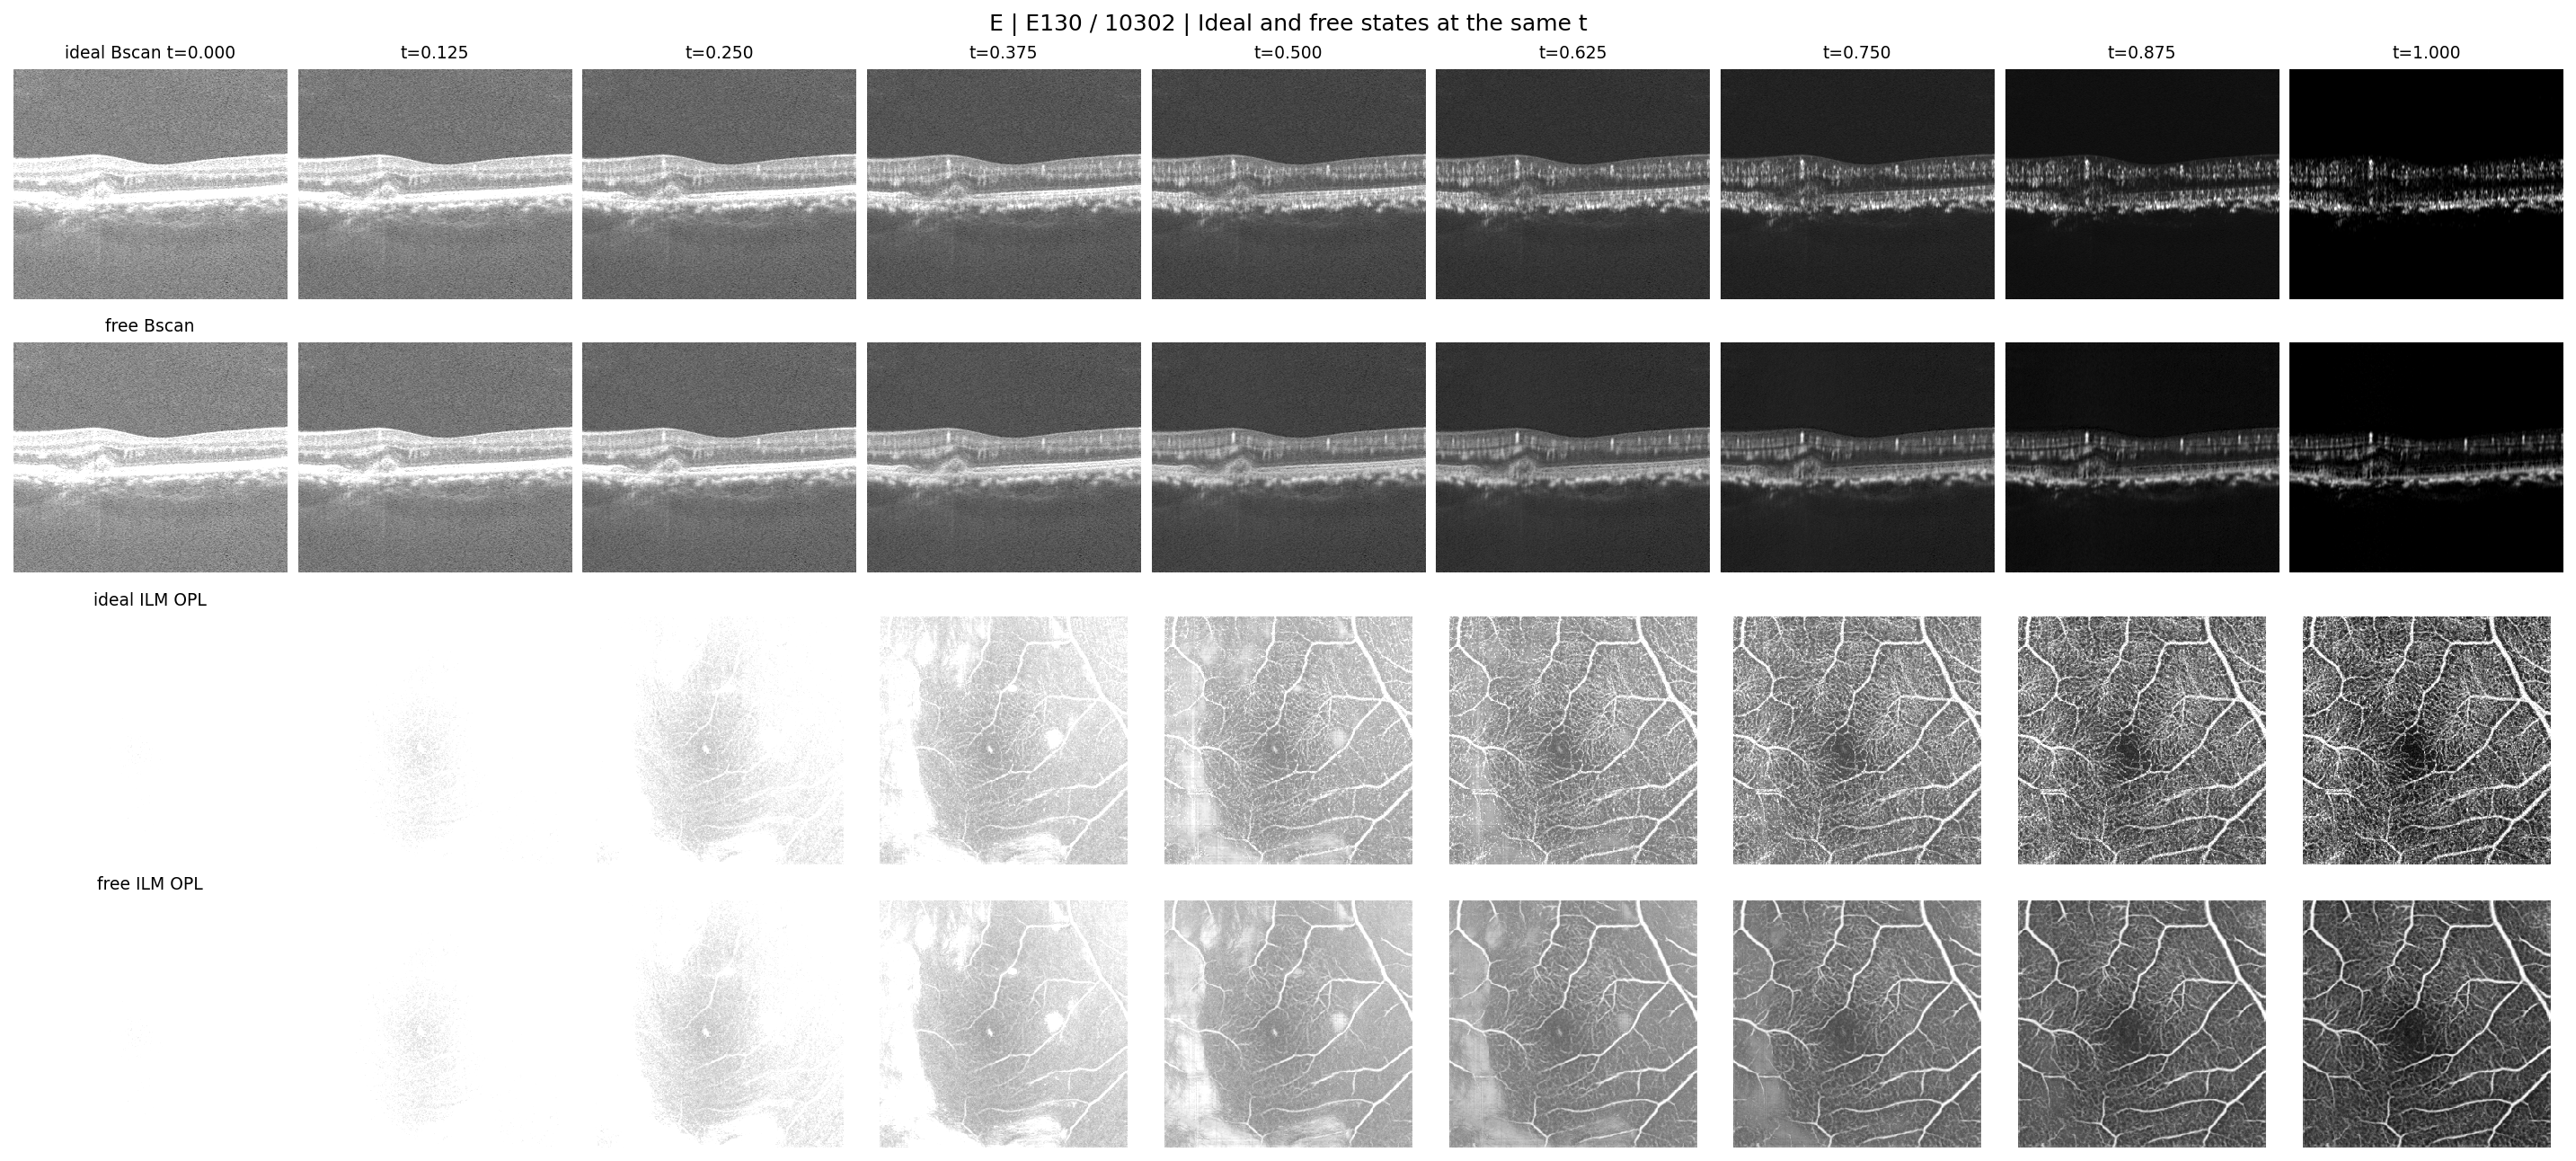 E | E130 / 10302 | Ideal and free states at the same t
ideal Bscan t=0.000 t=0.125 t=0.250 t=0.375 t=0.500 t=0.625 t=0.750 t=0.875 t=1.000
free Bscan
ideal ILM OPL
free ILM OPL